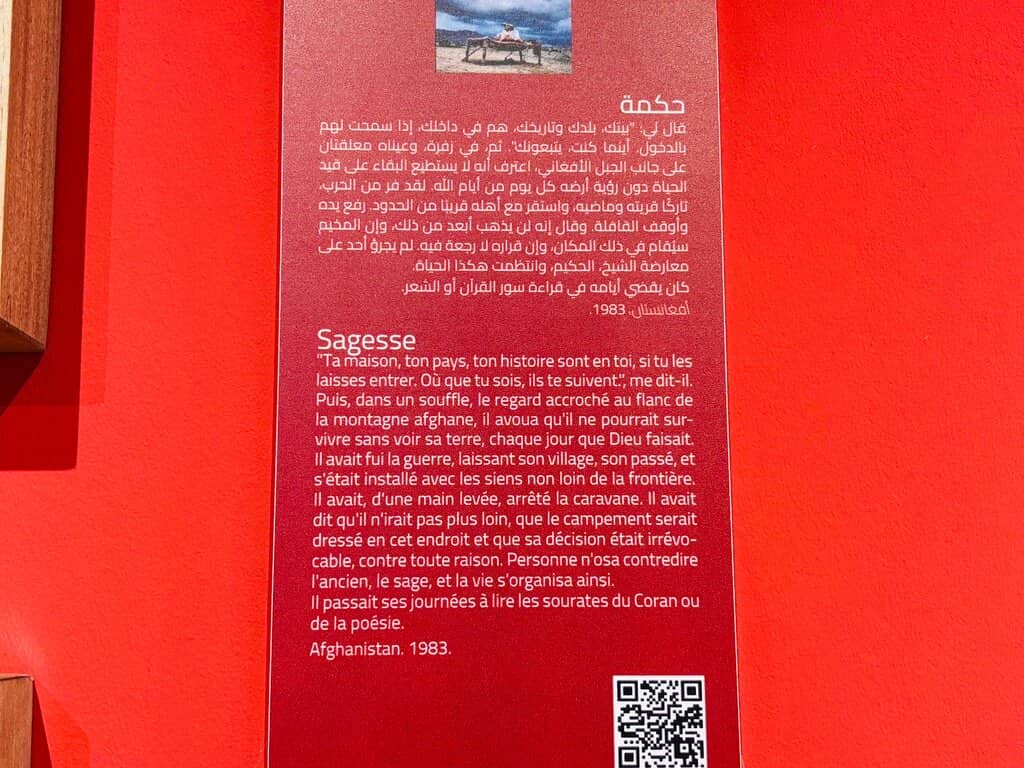 حكمة
قال لي: "بيتك، بلدك وتاريخك، هم في داخلك، إذا سمحت لهم
بالدخول، أينما كنت، يتبعونك". ثم، في زفرة، وعيناه معلقتان
على جانب الجبل الأفغاني، اعترف أنه لا يستطيع البقاء على قيد
الحياة دون رؤية أرضه كل يوم من أيام الله. لقد فر من الحرب،
تاركًا قريته وماضيه، واستقر مع أهله قريبًا من الحدود. رفع يده
وأوقف القافلة. وقال إنه لن يذهب أبعد من ذلك، وإن المخيم
سيُقام في ذلك المكان، وإن قراره لا رجعة فيه. لم يجرؤ أحد على
معارضة الشيخ، الحكيم، وانتظمت هكذا الحياة.
كان يقضي أيامه في قراءة سور القرآن أو الشعر.
أفغانستان. 1983.
Sagesse
"Ta maison, ton pays, ton histoire sont en toi, si tu les
laisses entrer. Où que tu sois, ils te suivent.", me dit-il.
Puis, dans un souffle, le regard accroché au flanc de
la montagne afghane, il avoua qu'il ne pourrait sur-
vivre sans voir sa terre, chaque jour que Dieu faisait.
Il avait fui la guerre, laissant son village, son passé, et
s'était installé avec les siens non loin de la frontière.
Il avait, d'une main levée, arrêté la caravane. Il avait
dit qu'il n'irait pas plus loin, que le campement serait
dressé en cet endroit et que sa décision était irrévo-
cable, contre toute raison. Personne n'osa contredire
l'ancien, le sage, et la vie s'organisa ainsi.
Il passait ses journées à lire les sourates du Coran ou
de la poésie.
Afghanistan. 1983.